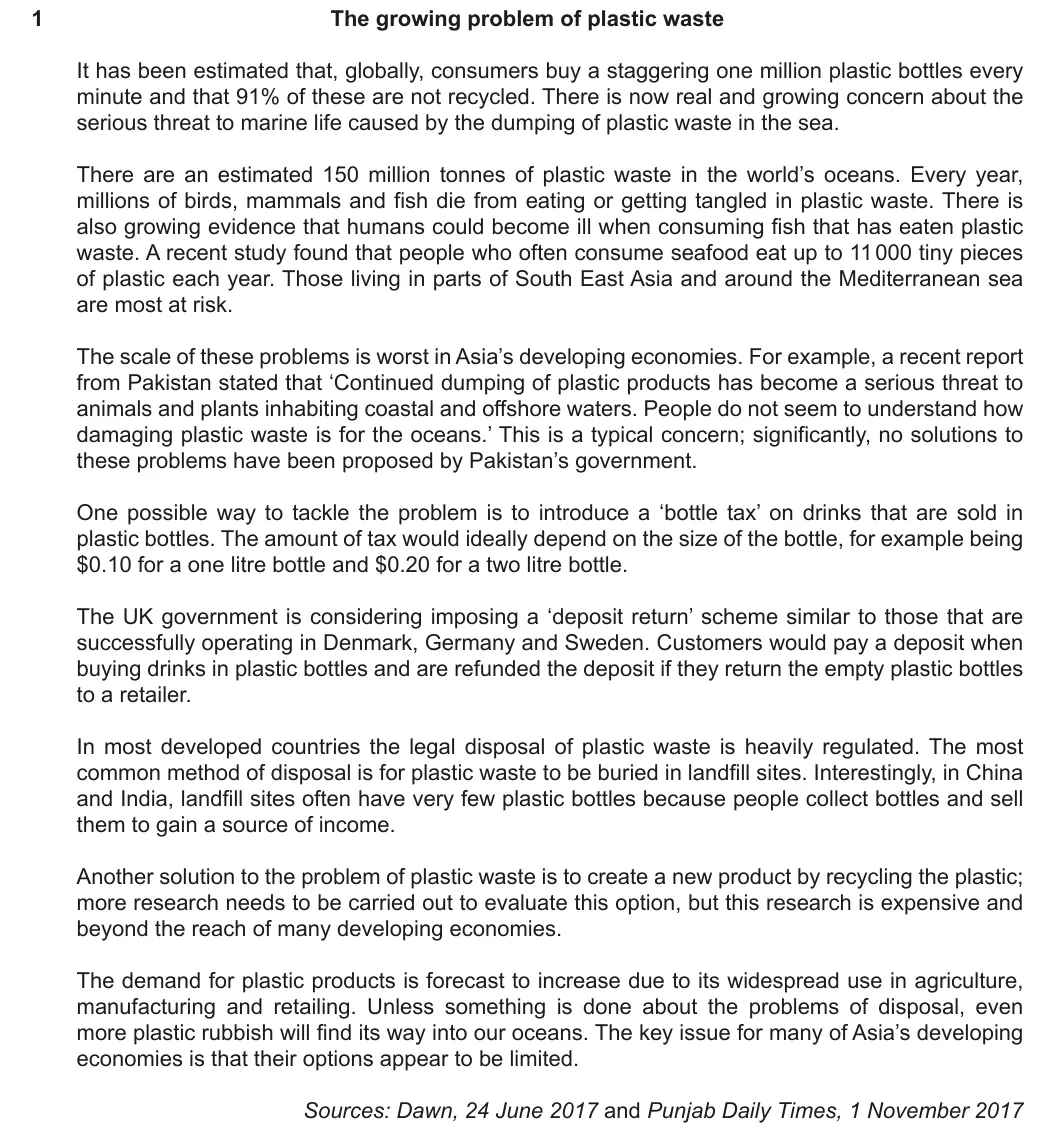 1 The growing problem of plastic waste
It has been estimated that, globally, consumers buy a staggering one million plastic bottles every
minute and that 91% of these are not recycled. There is now real and growing concern about the
serious threat to marine life caused by the dumping of plastic waste in the sea.
There are an estimated 150 million tonnes of plastic waste in the world’s oceans. Every year,
millions of birds, mammals and fish die from eating or getting tangled in plastic waste. There is
also growing evidence that humans could become ill when consuming fish that has eaten plastic
waste. A recent study found that people who often consume seafood eat up to 11 000 tiny pieces
of plastic each year. Those living in parts of South East Asia and around the Mediterranean sea
are most at risk.
The scale of these problems is worst in Asia’s developing economies. For example, a recent report
from Pakistan stated that ‘Continued dumping of plastic products has become a serious threat to
animals and plants inhabiting coastal and offshore waters. People do not seem to understand how
damaging plastic waste is for the oceans.’ This is a typical concern; significantly, no solutions to
these problems have been proposed by Pakistan’s government.
One possible way to tackle the problem is to introduce a ‘bottle tax’ on drinks that are sold in
plastic bottles. The amount of tax would ideally depend on the size of the bottle, for example being
$0.10 for a one litre bottle and $0.20 for a two litre bottle.
The UK government is considering imposing a ‘deposit return’ scheme similar to those that are
successfully operating in Denmark, Germany and Sweden. Customers would pay a deposit when
buying drinks in plastic bottles and are refunded the deposit if they return the empty plastic bottles
to a retailer.
In most developed countries the legal disposal of plastic waste is heavily regulated. The most
common method of disposal is for plastic waste to be buried in landfill sites. Interestingly, in China
and India, landfill sites often have very few plastic bottles because people collect bottles and sell
them to gain a source of income.
Another solution to the problem of plastic waste is to create a new product by recycling the plastic;
more research needs to be carried out to evaluate this option, but this research is expensive and
beyond the reach of many developing economies.
The demand for plastic products is forecast to increase due to its widespread use in agriculture,
manufacturing and retailing. Unless something is done about the problems of disposal, even
more plastic rubbish will find its way into our oceans. The key issue for many of Asia’s developing
economies is that their options appear to be limited.
Sources: Dawn, 24 June 2017 and Punjab Daily Times, 1 November 2017